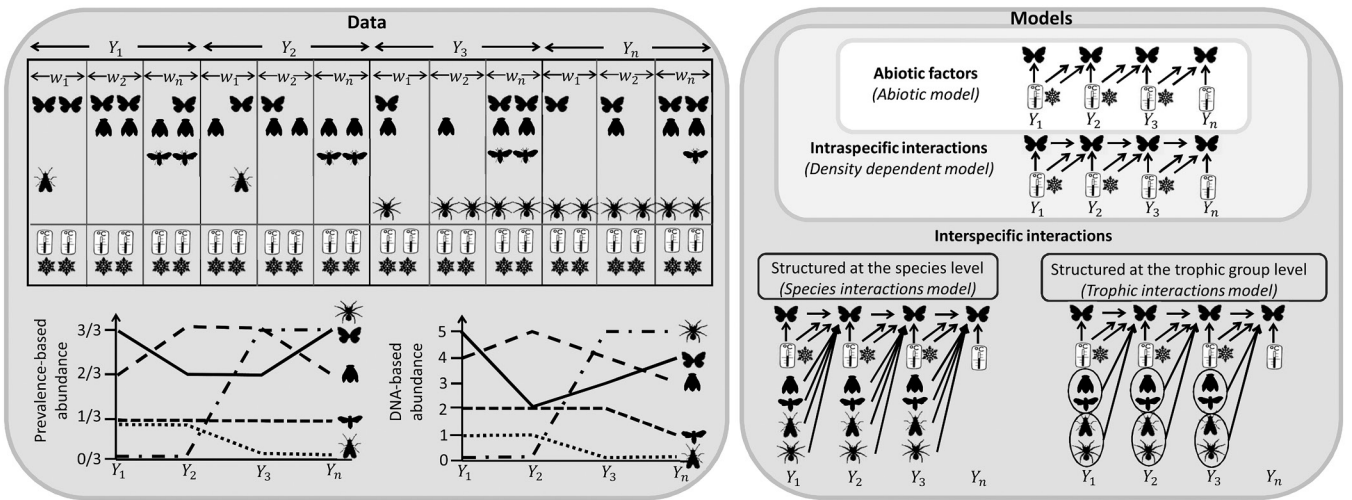 Data
Y1 Y2 Y3 Yn
w1 w2 wn w1 w2 wn w1 w2 wn w1 w2 wn
°C °C °C °C °C °C °C °C °C °C °C °C °C °C °C °C °C °C °C °C °C °C °C °C
Prevalence-based
abundance
3/3
2/3
1/3
0/3
Y1 Y2 Y3 Yn
DNA-based
abundance
5
4
3
2
1
0
Y1 Y2 Y3 Yn
Models
Abiotic factors
(Abiotic model)
°C °C °C °C
Y1 Y2 Y3 Yn
Intraspecific interactions
(Density dependent model)
°C °C °C °C
Y1 Y2 Y3 Yn
Interspecific interactions
Structured at the species level
(Species interactions model)
°C °C °C °C
Y1 Y2 Y3 Yn
Structured at the trophic group level
(Trophic interactions model)
°C °C °C °C
Y1 Y2 Y3 Yn